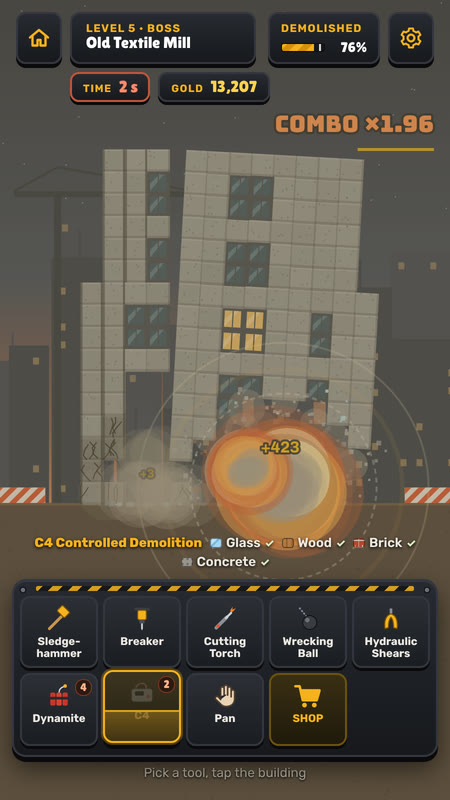 LEVEL 5 · BOSS
Old Textile Mill
DEMOLISHED
76%
TIME 2 s
GOLD 13,207
COMBO ×1.96
+423
+3
C4 Controlled Demolition Glass ✓ Wood ✓ Brick ✓
Concrete ✓
Sledge-
hammer
Breaker
Cutting
Torch
Wrecking
Ball
Hydraulic
Shears
4
Dynamite
2
C4
Pan
SHOP
Pick a tool, tap the building